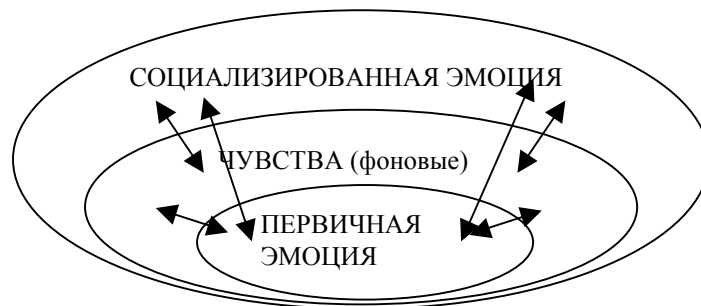 СОЦИАЛИЗИРОВАННАЯ ЭМОЦИЯ
ЧУВСТВА (фоновые)
ПЕРВИЧНАЯ
ЭМОЦИЯ